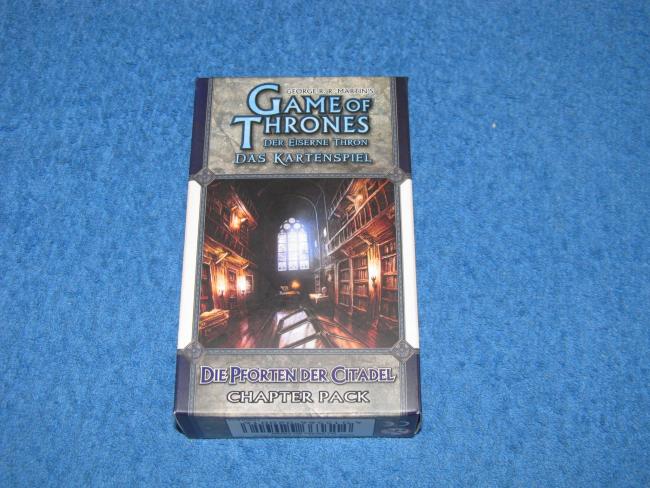 GEORGE R. R. MARTIN'S
GAME OF
THRONES
DER EISERNE THRON
DAS KARTENSPIEL
DIE PFORTEN DER CITADEL
CHAPTER PACK